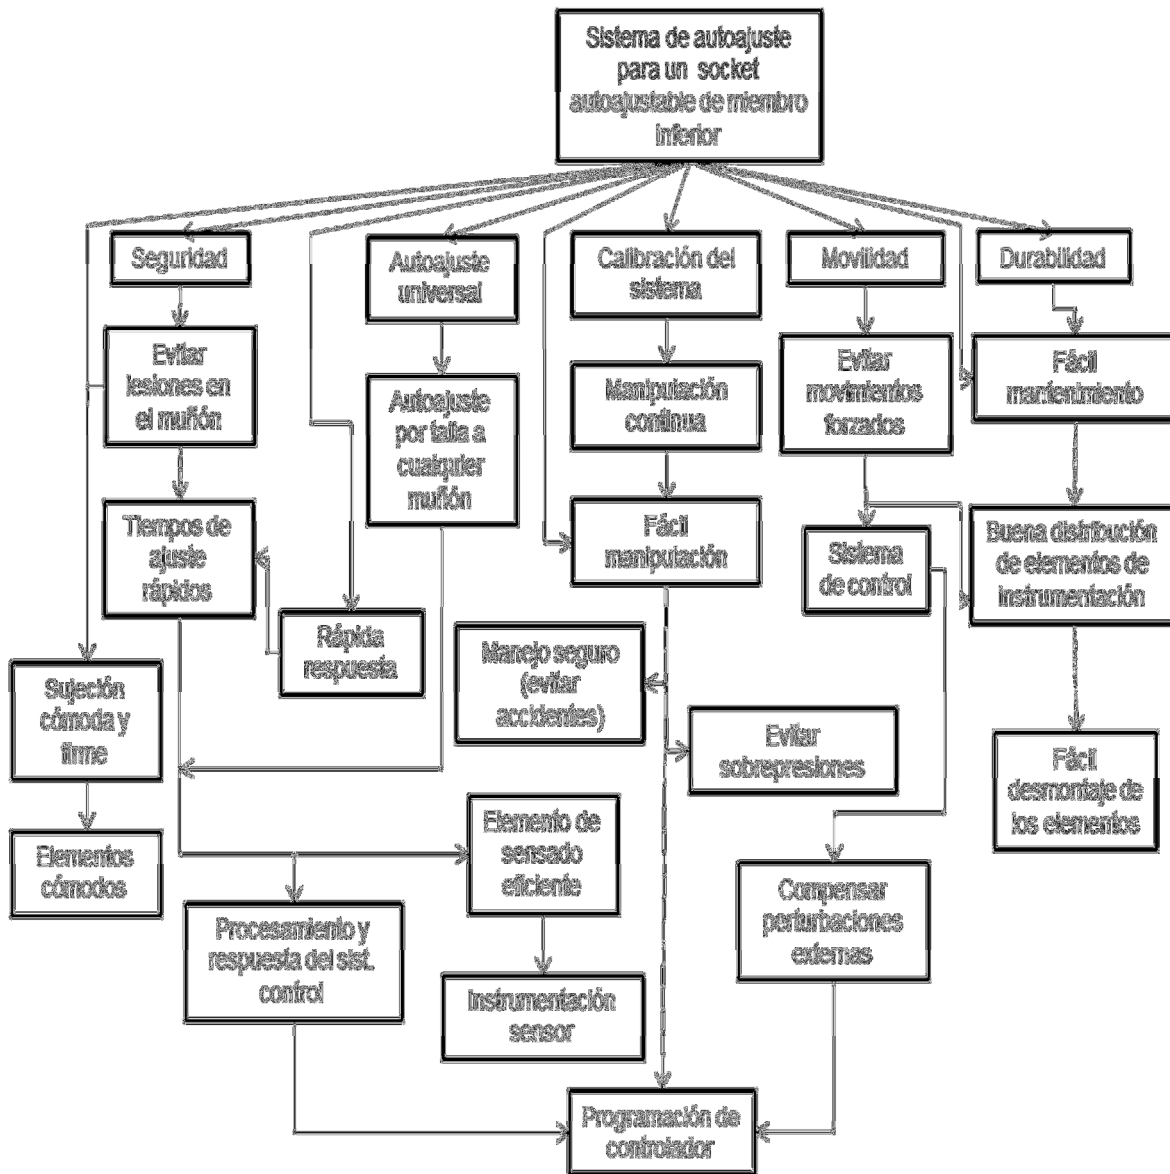 Sistema de autoajuste
para un socket
autoajustable de miembro
inferior
Seguridad
Autoajuste
universal
Calibración del
sistema
Movilidad
Durabilidad
Evitar
lesiones en
el muñón
Autoajuste
por talla a
cualquier
muñón
Manipulación
continua
Evitar
movimientos
forzados
Fácil
mantenimiento
Tiempos de
ajuste
rápidos
Fácil
manipulación
Sistema
de control
Buena distribución
de elementos de
instrumentación
Rápida
respuesta
Manejo seguro
(evitar
accidentes)
Sujeción
cómoda y
firme
Evitar
sobrepresiones
Fácil
desmontaje de
los elementos
Elementos
cómodos
Elemento de
sensado
eficiente
Compensar
perturbaciones
externas
Procesamiento y
respuesta del sist.
control
Instrumentación
sensor
Programación de
controlador